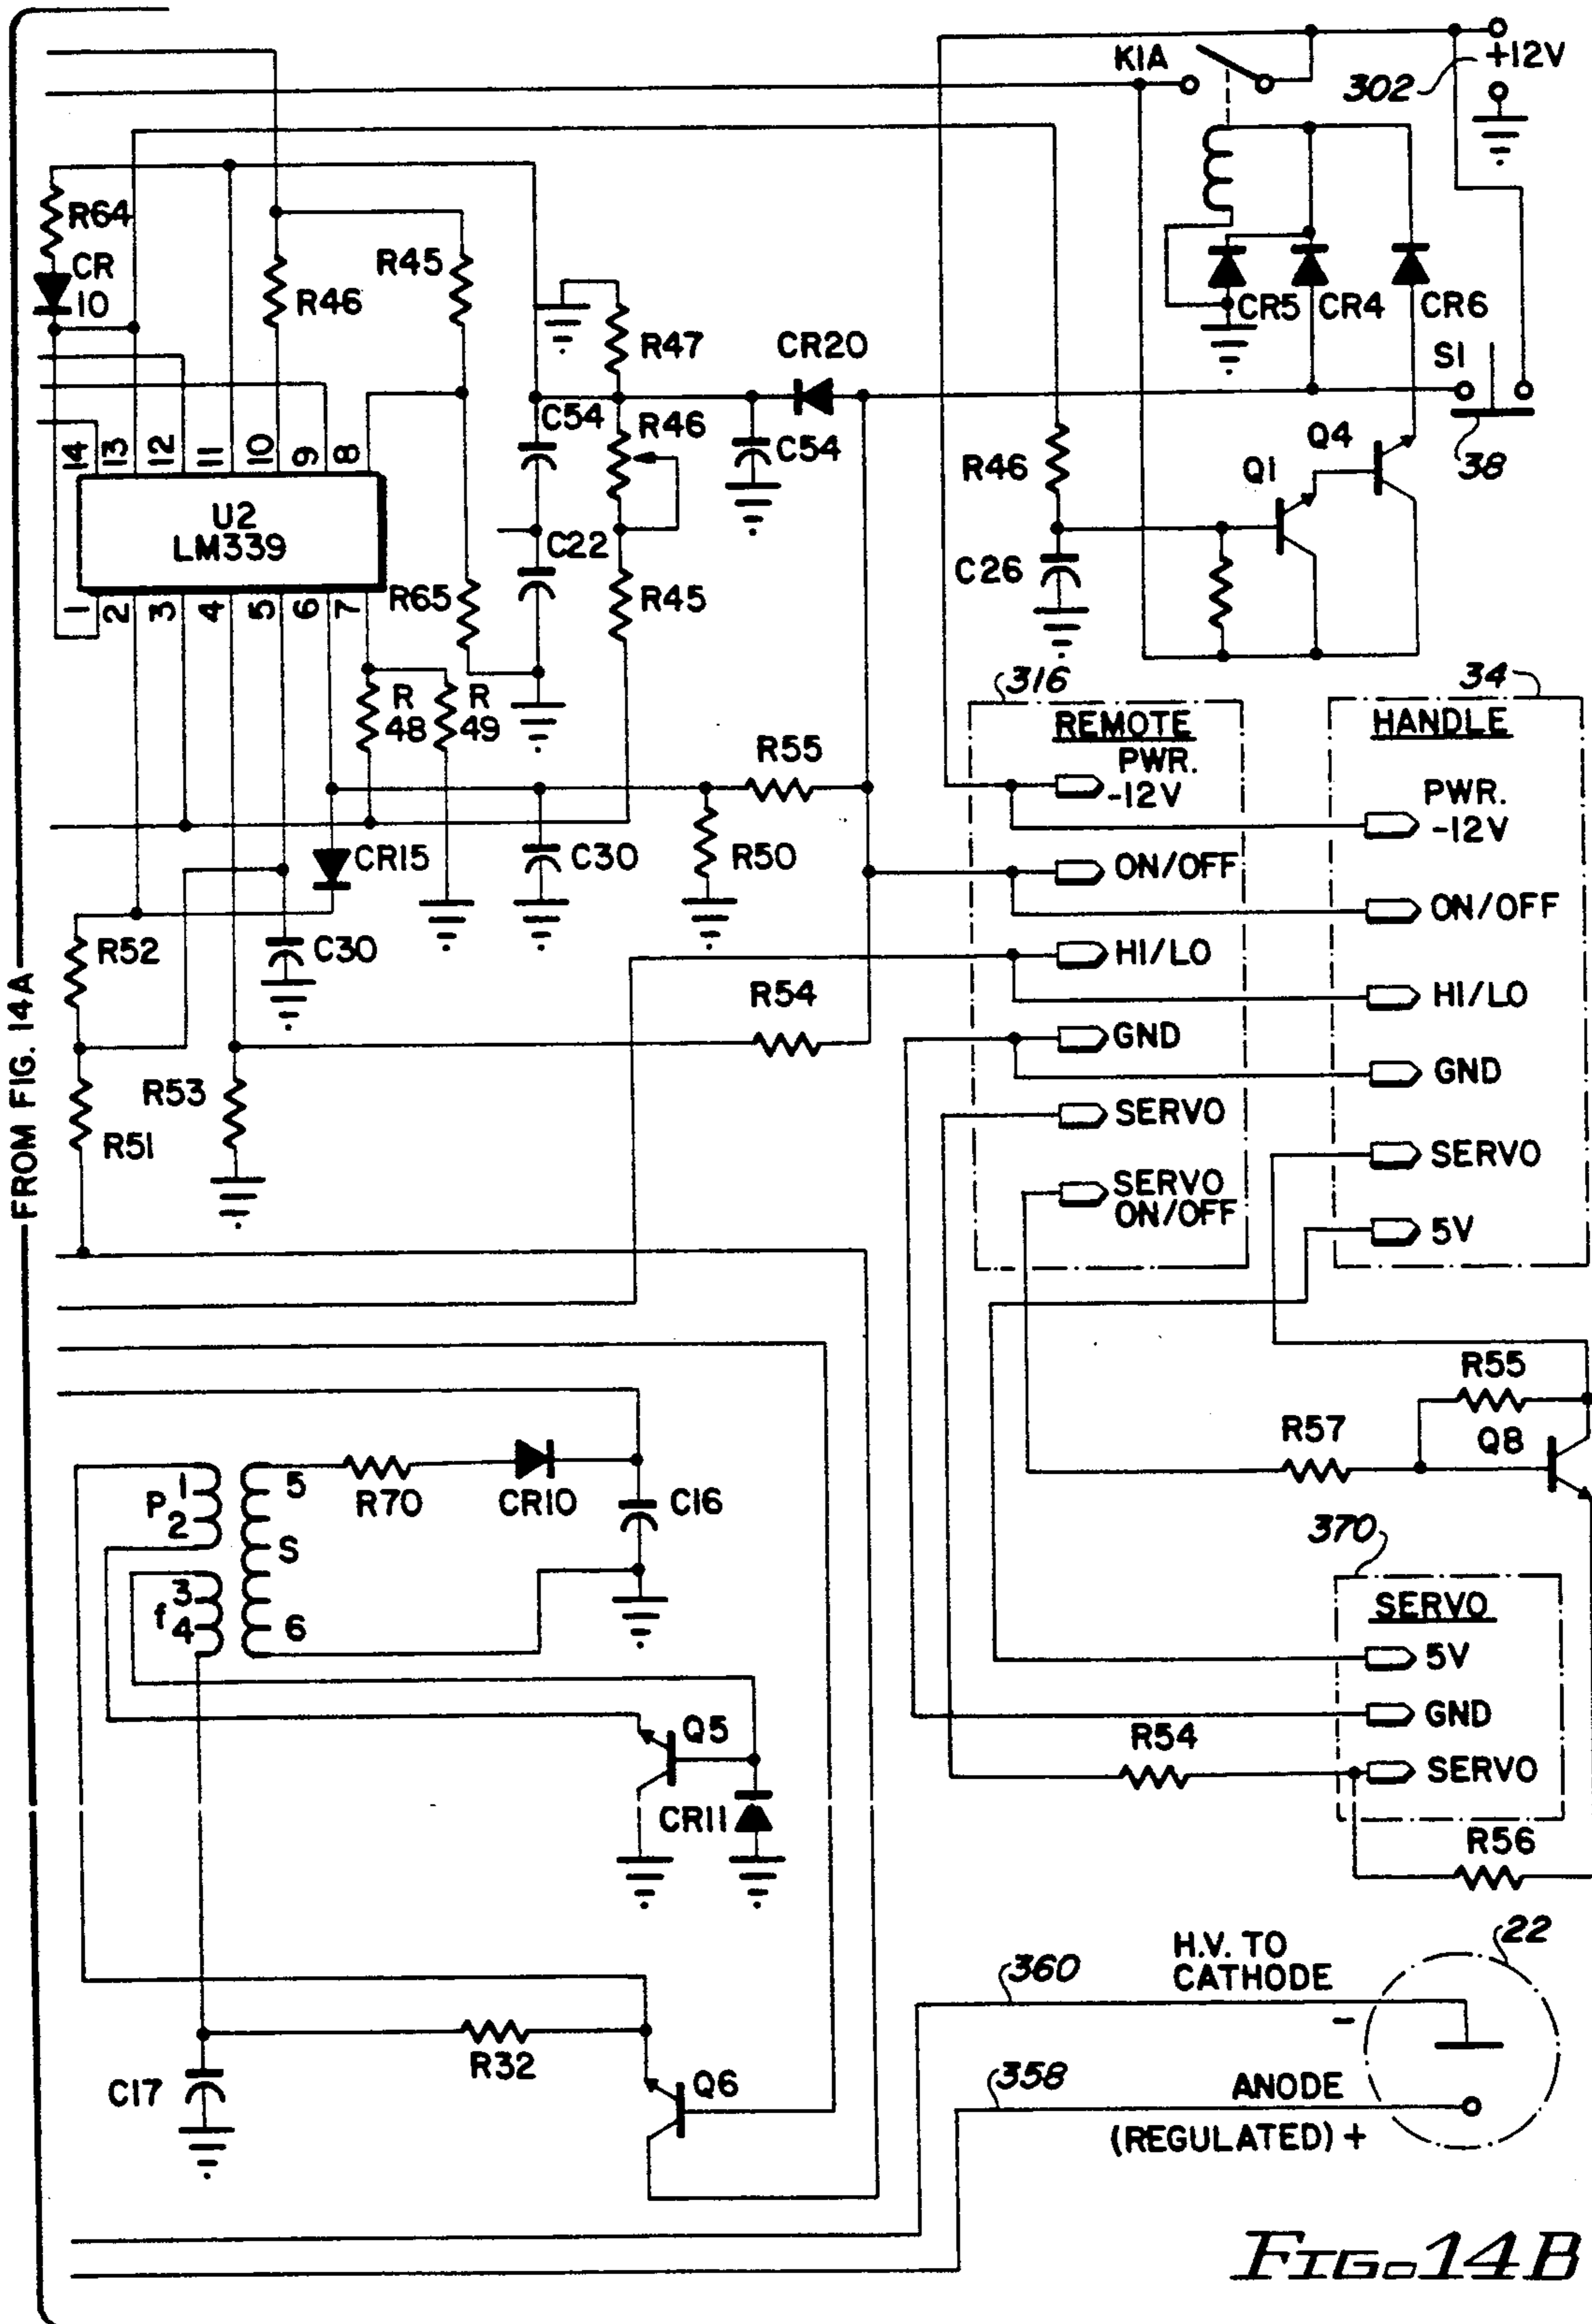 FROM FIG. 14A
K1A
302
+12V
R64
CR
10
R46
R45
R47
CR20
CR5
CR4
CR6
S1
38
C54
R46
C54
R46
Q1
Q4
14
13
12
11
10
9
8
U2
LM339
1
2
3
4
5
6
7
R65
C22
R45
C26
R
48
R
49
R55
CR15
C30
R50
R52
C30
R54
R53
R51
316
REMOTE
PWR.
-12V
ON/OFF
HI/LO
GND
SERVO
SERVO
ON/OFF
34
HANDLE
PWR.
-12V
ON/OFF
HI/LO
GND
SERVO
5V
R55
R57
Q8
1
P
2
3
f
4
5
S
6
R70
CR10
C16
370
SERVO
5V
GND
SERVO
R54
R56
Q5
CR11
R32
C17
Q6
360
H.V. TO
CATHODE
-
22
358
ANODE
(REGULATED) +
FIG. 14B